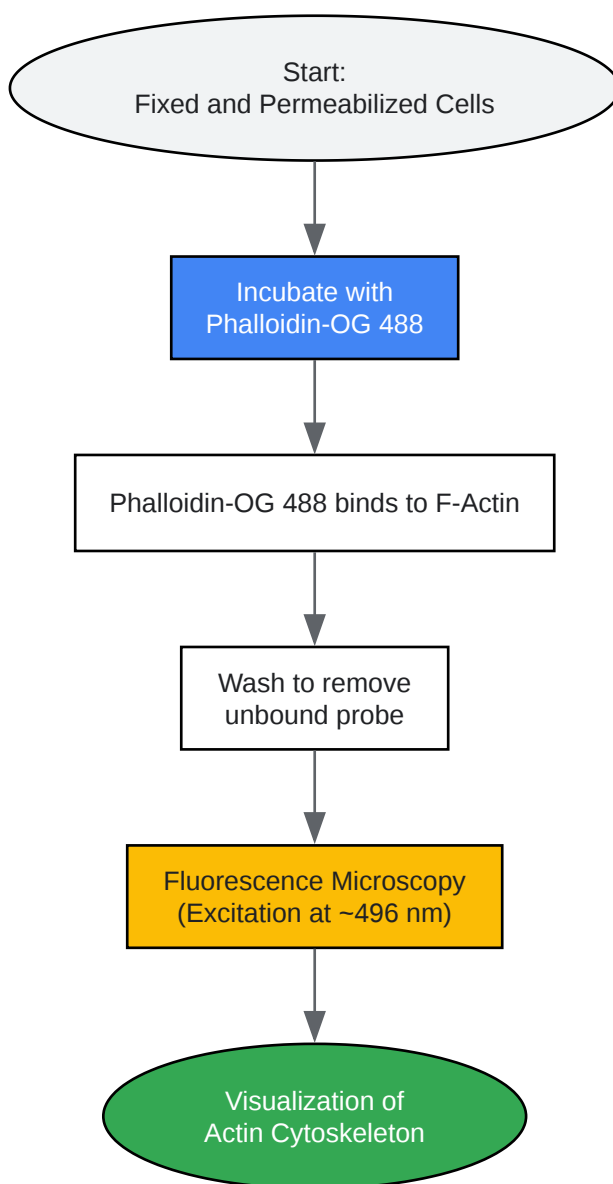 Start:
Fixed and Permeabilized Cells
Incubate with
Phalloidin-OG 488
Phalloidin-OG 488 binds to F-Actin
Wash to remove
unbound probe
Fluorescence Microscopy
(Excitation at ~496 nm)
Visualization of
Actin Cytoskeleton